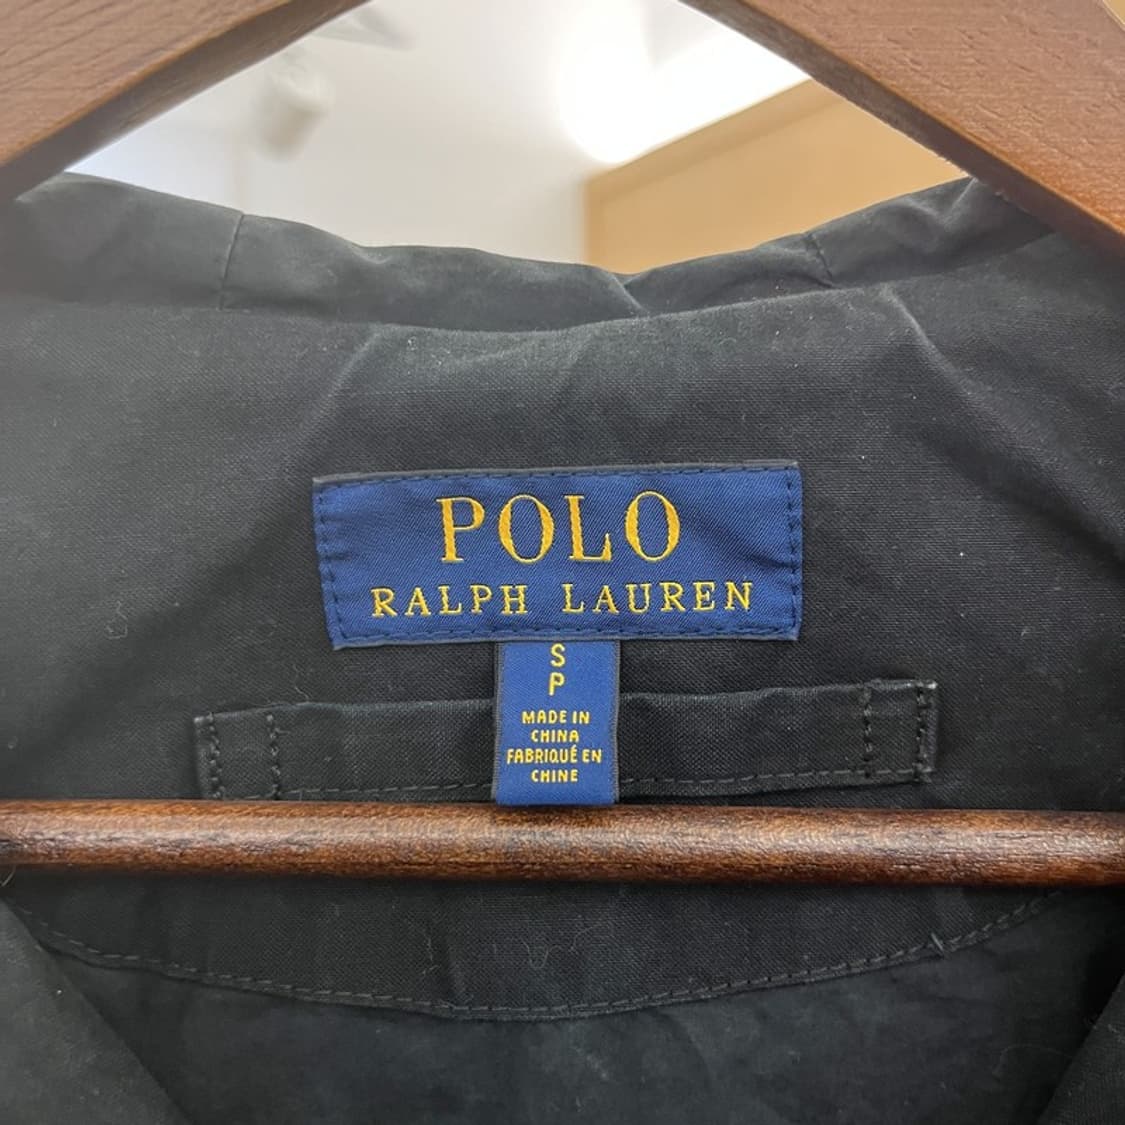 POLO
RALPH LAUREN
S
P
MADE IN
CHINA
FABRIQUÉ EN
CHINE